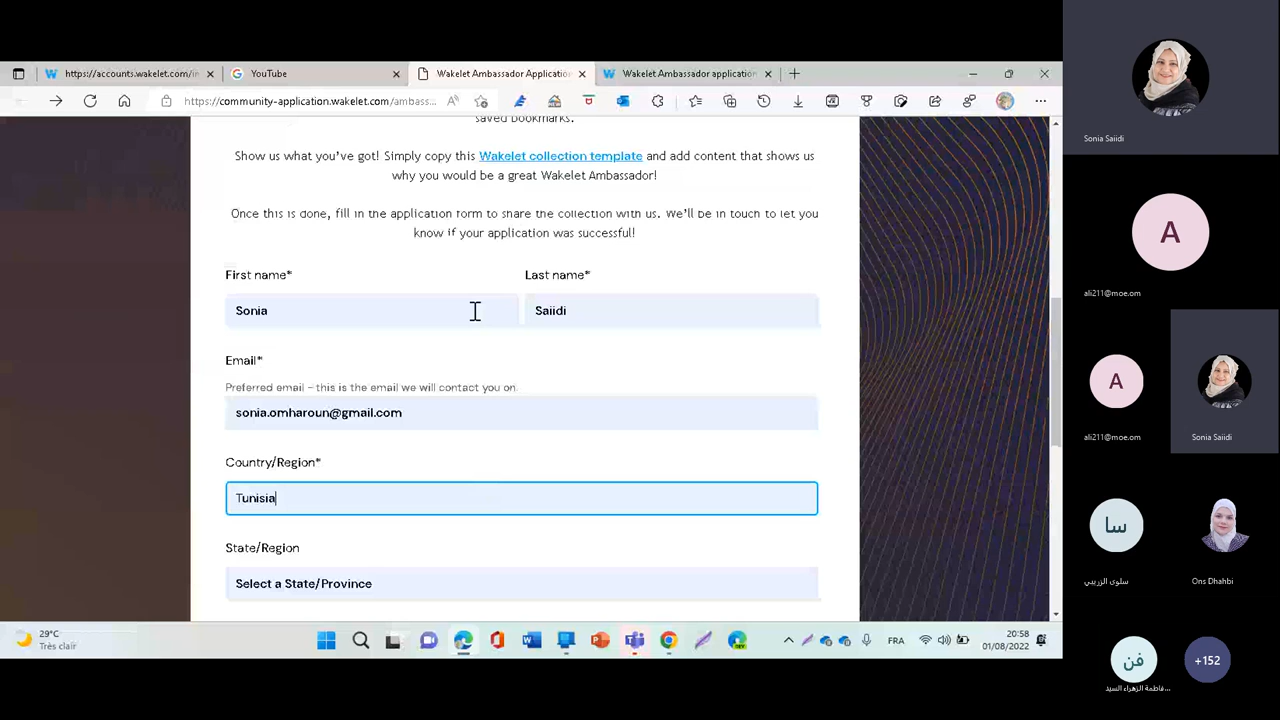 https://accounts.wakelet.com/in
YouTube
Wakelet Ambassador Application
Wakelet Ambassador application
https://community-application.wakelet.com/ambass...
saved bookmarks.
Show us what you've got! Simply copy this Wakelet collection template and add content that shows us
why you would be a great Wakelet Ambassador!
Once this is done, fill in the application form to share the collection with us. We'll be in touch to let you
know if your application was successful!
First name*
Last name*
Sonia
Saiidi
Email*
Preferred email – this is the email we will contact you on.
sonia.omharoun@gmail.com
Country/Region*
Tunisia
State/Region
Select a State/Province
29°C
Très clair
FRA
20:58
01/08/2022
Sonia Saiidi
A
ali211@moe.om
A
ali211@moe.om
Sonia Saiidi
سا
سلوى الزريبي
Ons Dhahbi
فن
فاطمة الزهراء السيد...
+152